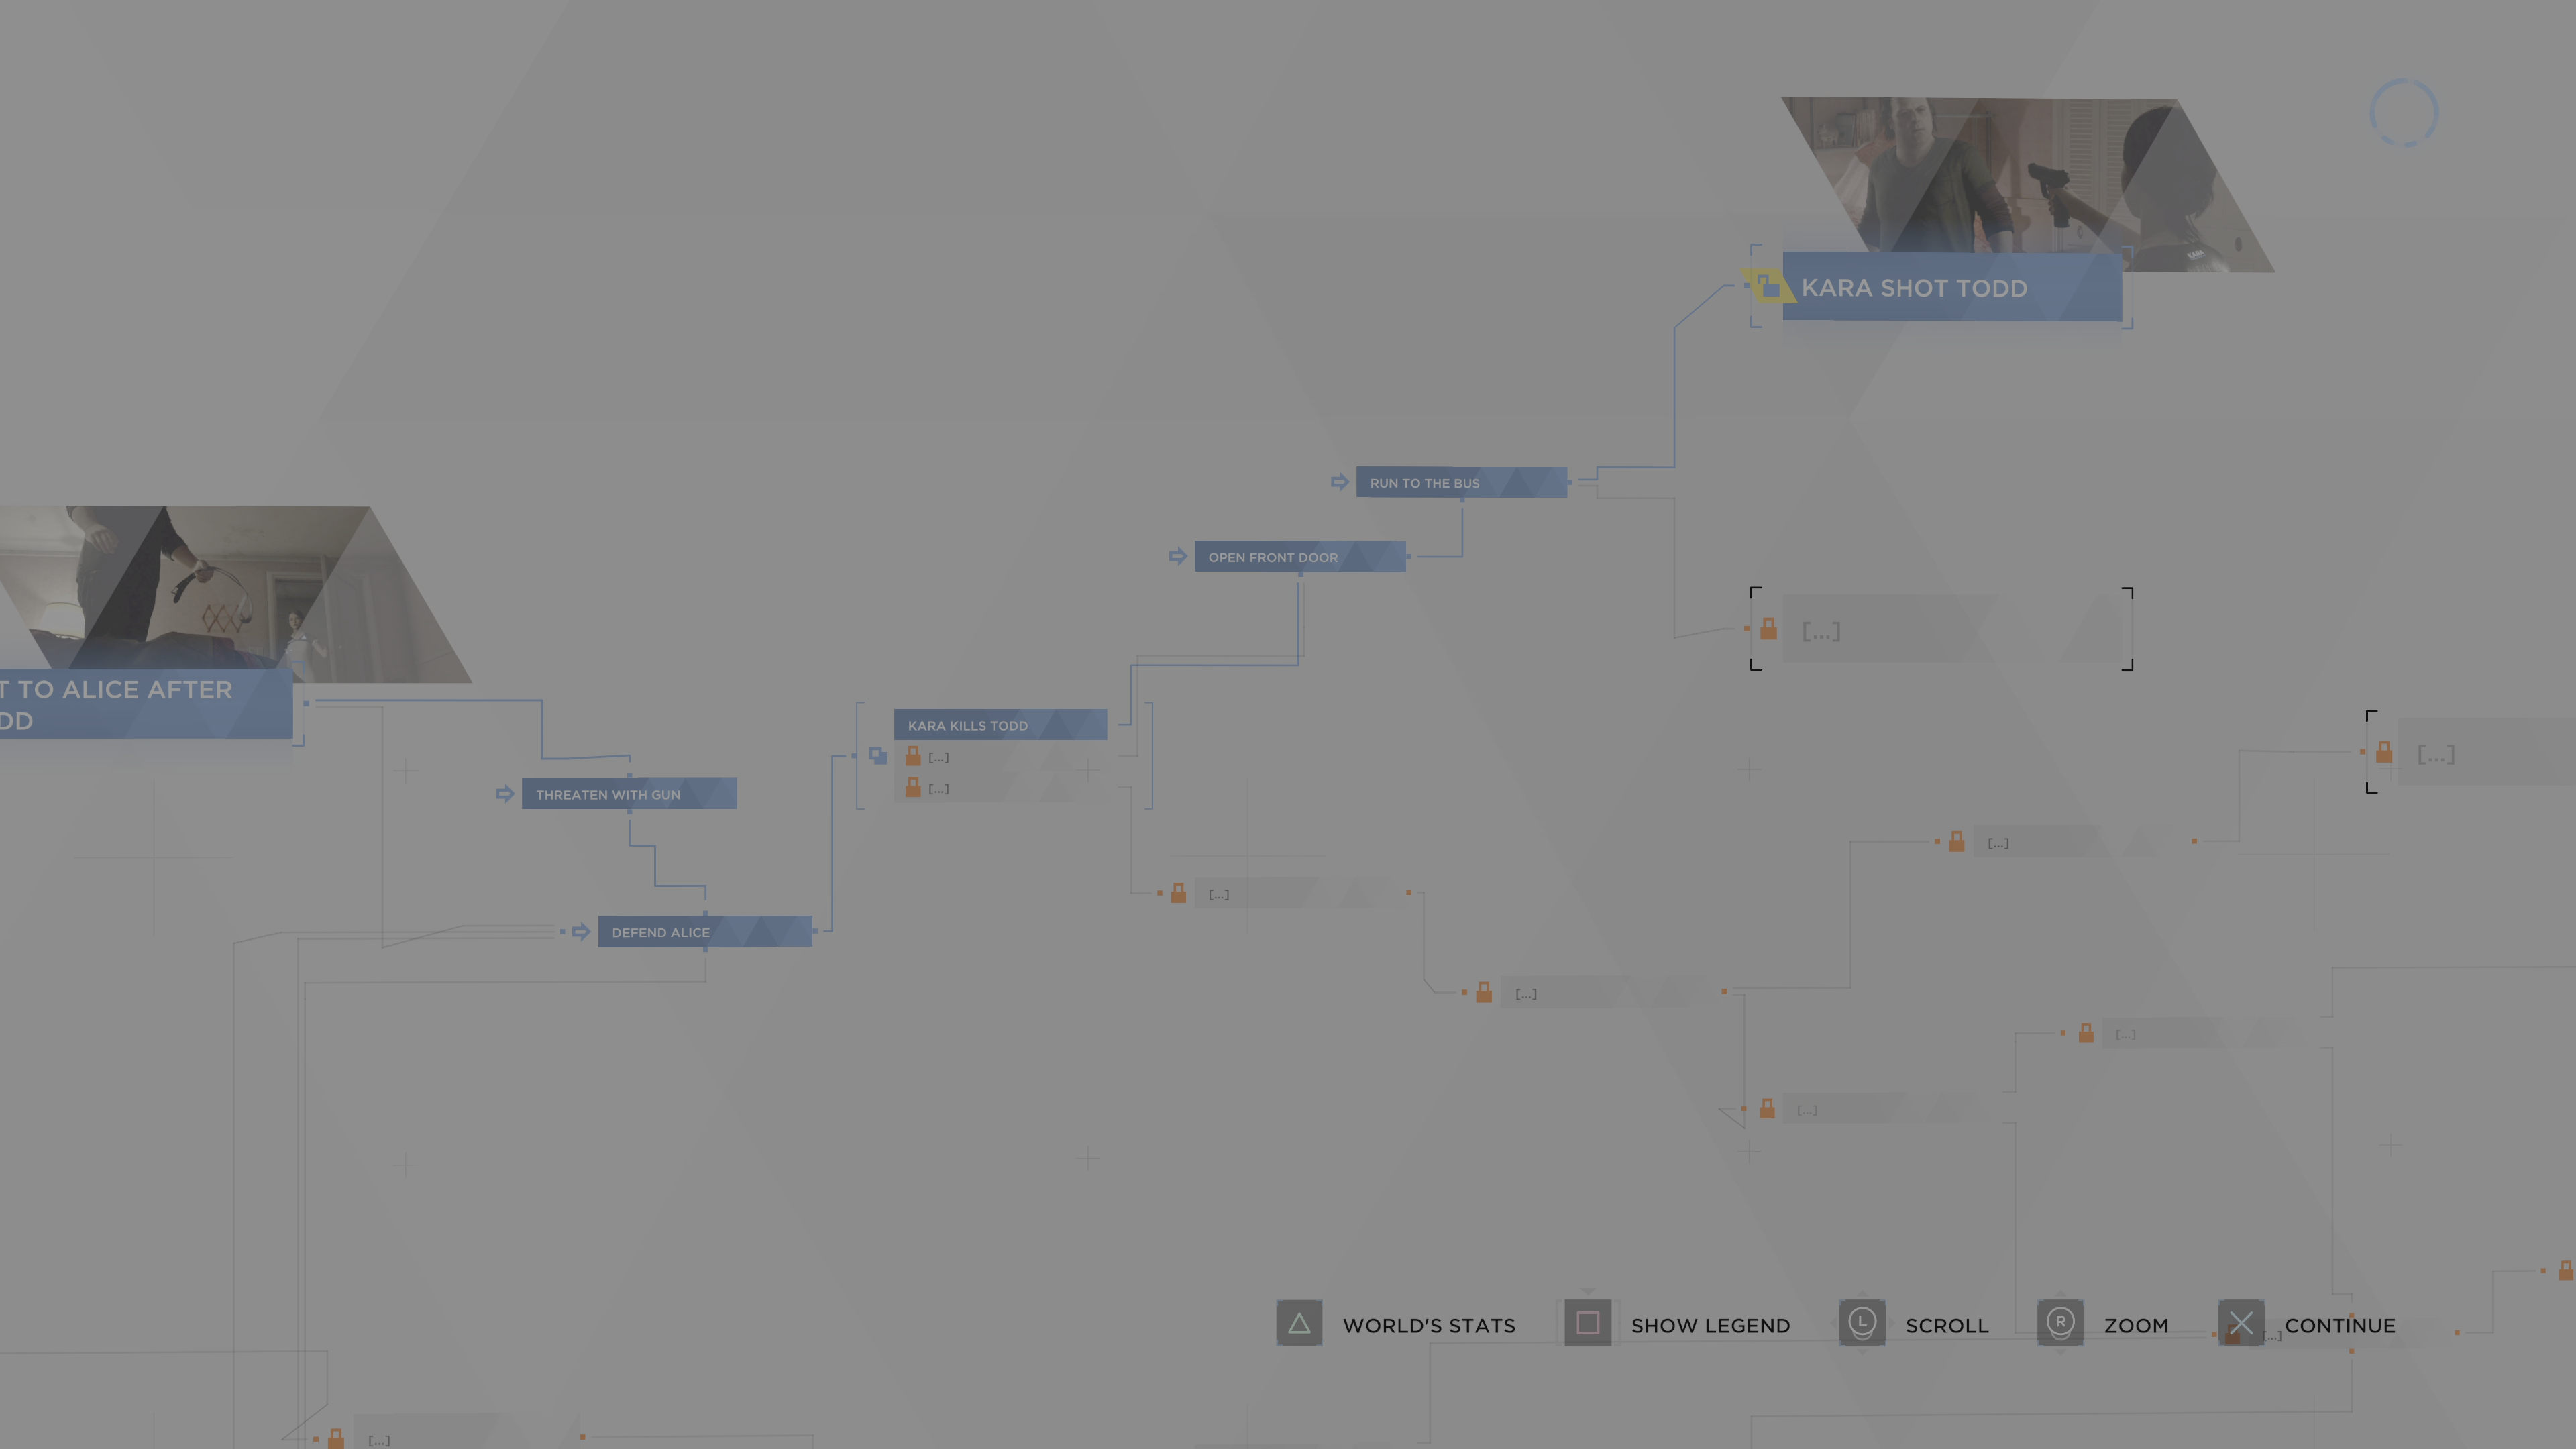 KARA
KARA SHOT TODD
RUN TO THE BUS
OPEN FRONT DOOR
[...]
T TO ALICE AFTER
DD
KARA KILLS TODD
[...]
[...]
[...]
THREATEN WITH GUN
[...]
[...]
DEFEND ALICE
[...]
[...]
[...]
L
R
WORLD'S STATS
SHOW LEGEND
SCROLL
ZOOM
[...]
CONTINUE
[...]